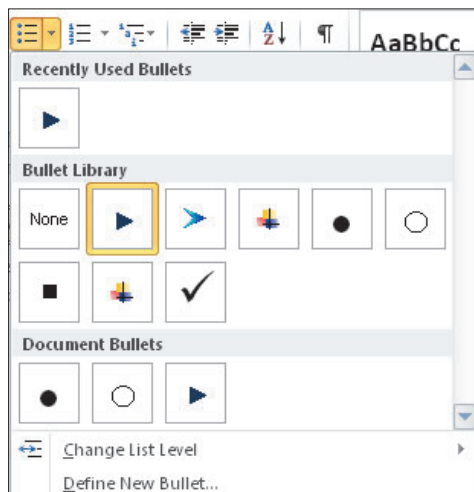 AaBbCc
Recently Used Bullets
Bullet Library
None
Document Bullets
Change List Level
Define New Bullet...